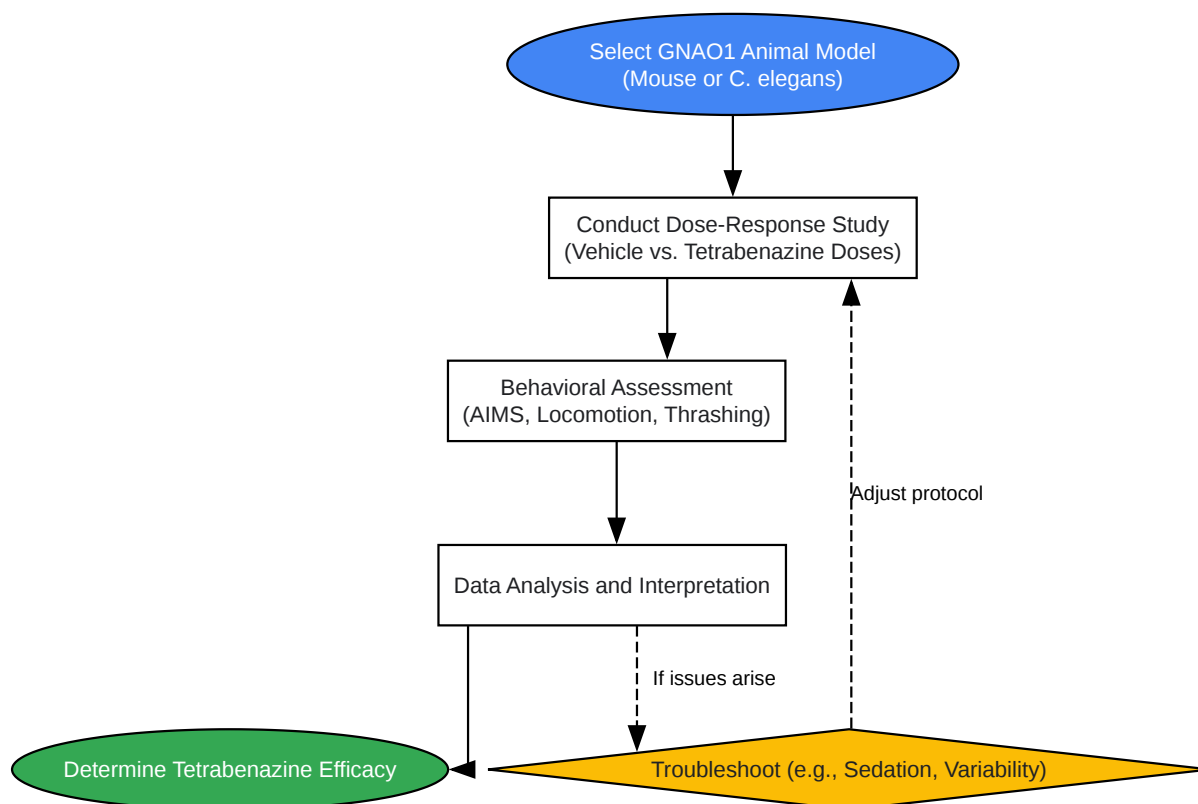 Select GNAO1 Animal Model
(Mouse or C. elegans)
Conduct Dose-Response Study
(Vehicle vs. Tetrabenazine Doses)
Behavioral Assessment
(AIMS, Locomotion, Thrashing)
Adjust protocol
Data Analysis and Interpretation
If issues arise
Determine Tetrabenazine Efficacy
Troubleshoot (e.g., Sedation, Variability)